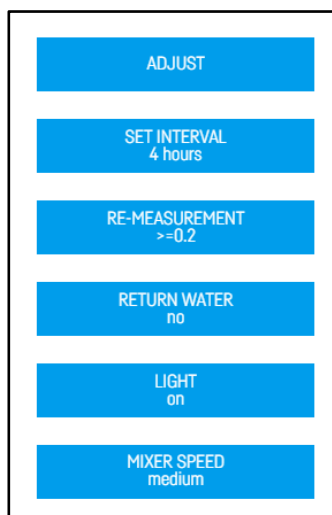 ADJUST
SET INTERVAL
4 hours
RE-MEASUREMENT
>=0.2
RETURN WATER
no
LIGHT
on
MIXER SPEED
medium